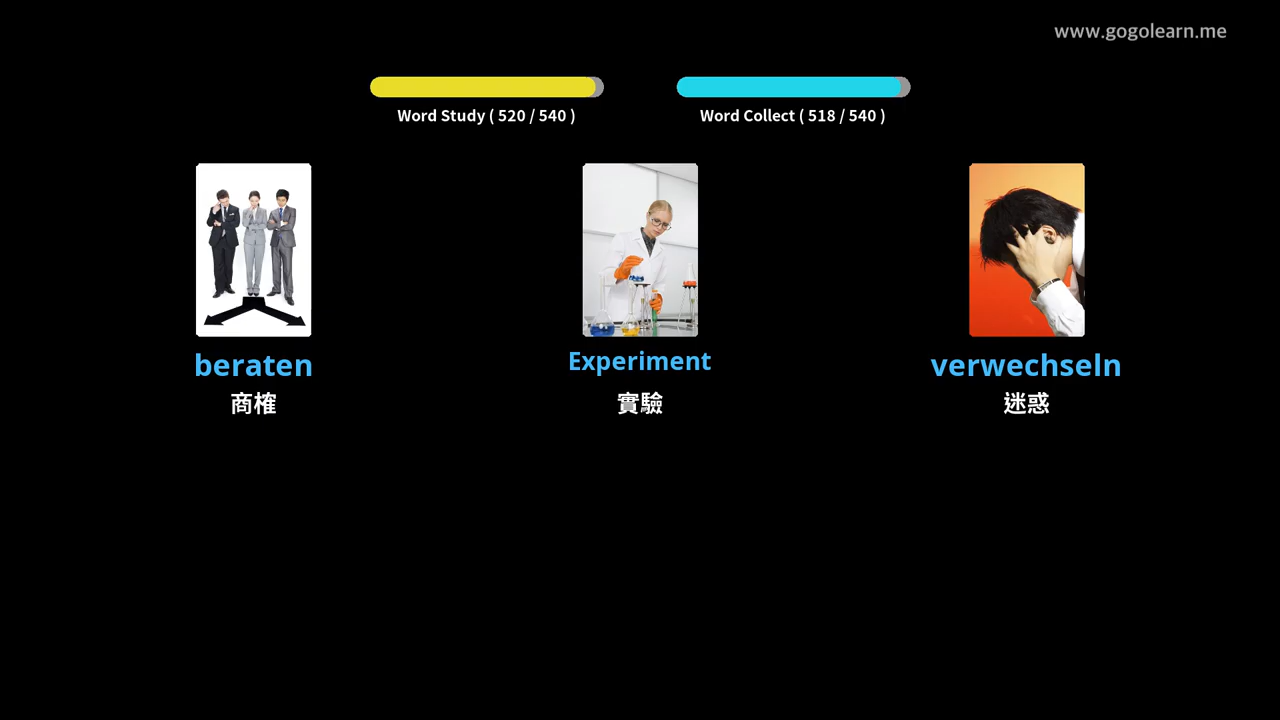 www.gogolearn.me
Word Study ( 520 / 540 )
Word Collect ( 518 / 540 )
beraten
商榷
Experiment
實驗
verwechseln
迷惑